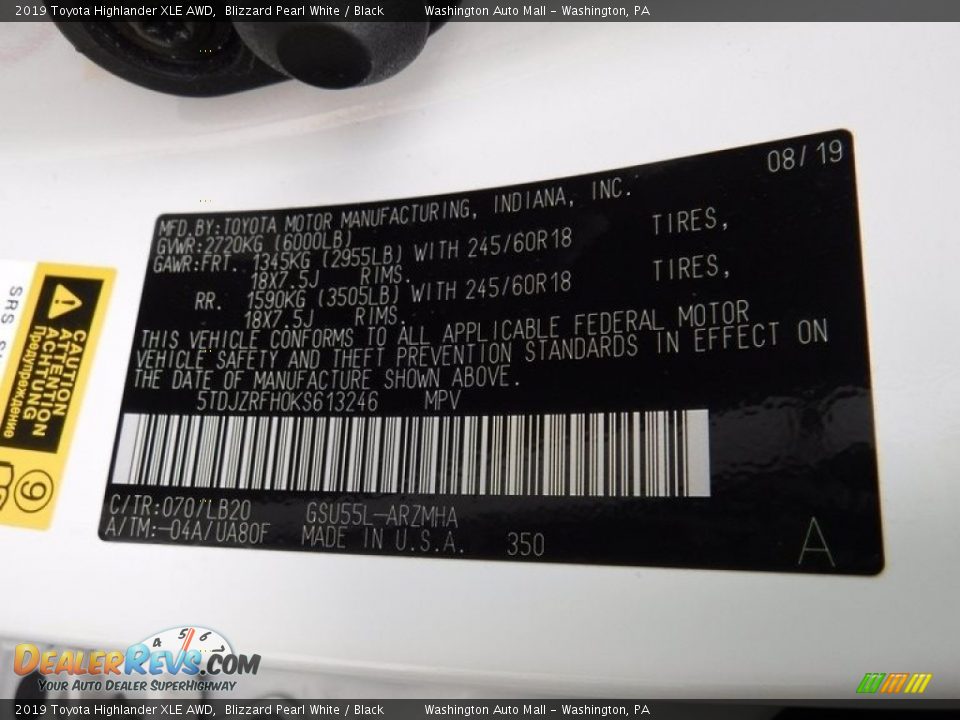 2019 Toyota Highlander XLE AWD,  Blizzard Pearl White / Black     Washington Auto Mall - Washington, PA
08/19
MFD.BY:TOYOTA MOTOR MANUFACTURING, INDIANA, INC.
GVWR:2720KG (6000LB)
GAWR:FRT. 1345KG (2955LB) WITH 245/60R18 TIRES,
18X7.5J RIMS.
RR. 1590KG (3505LB) WITH 245/60R18 TIRES,
18X7.5J RIMS.
THIS VEHICLE CONFORMS TO ALL APPLICABLE FEDERAL MOTOR
VEHICLE SAFETY AND THEFT PREVENTION STANDARDS IN EFFECT ON
THE DATE OF MANUFACTURE SHOWN ABOVE.
5TDJZRFH0KS613246 MPV
C/TR:070/LB20 GSU55L-ARZMHA
A/TM:-04A/UA80F MADE IN U.S.A. 350
A
SRS
CAUTION
ATTENTION
ACHTUNG
Предупреждение
4 5 6
DealerRevs.com
Your Auto Dealer SuperHighway
2019 Toyota Highlander XLE AWD,  Blizzard Pearl White / Black     Washington Auto Mall - Washington, PA